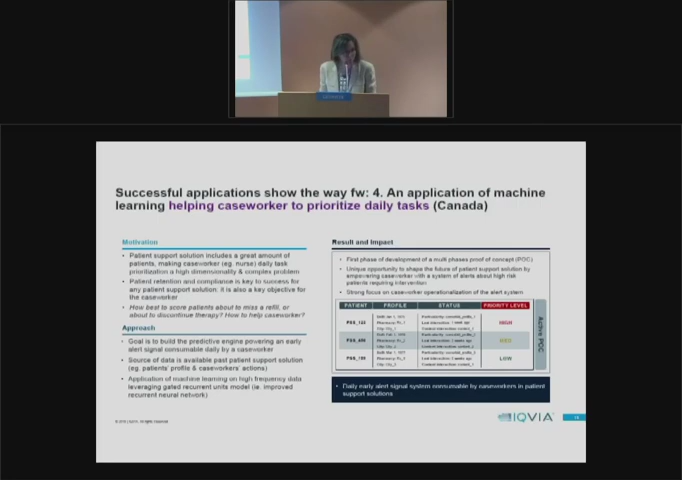 Successful applications show the way fw: 4. An application of machine
learning helping caseworker to prioritize daily tasks (Canada)
Motivation
• Patient support solution includes a great amount of
patients, making caseworker (eg. nurse) daily task
prioritization a high dimensionality & complex problem
• Patient retention and compliance is key to success for
any patient support solution: it is also a key objective for
the caseworker
• How best to score patients about to miss a refill, or
about to discontinue therapy? How to help caseworker?
Approach
• Goal is to build the predictive engine powering an early
alert signal consumable daily by a caseworker
• Source of data is available past patient support solution
(eg. patients' profile & caseworkers' actions)
• Application of machine learning on high frequency data
leveraging gated recurrent units model (ie. improved
recurrent neural network)
Result and Impact
• First phase of development of a multi phases proof of concept (POC)
• Unique opportunity to shape the future of patient support solution by
empowering caseworker with a system of alerts about high risk
patients requiring intervention
• Strong focus on caseworker operationalization of the alert system
PATIENT PROFILE STATUS PRIORITY LEVEL
HIGH
LOW
Active POC
• Daily early alert signal system consumable by caseworkers in patient
support solutions
IQVIA